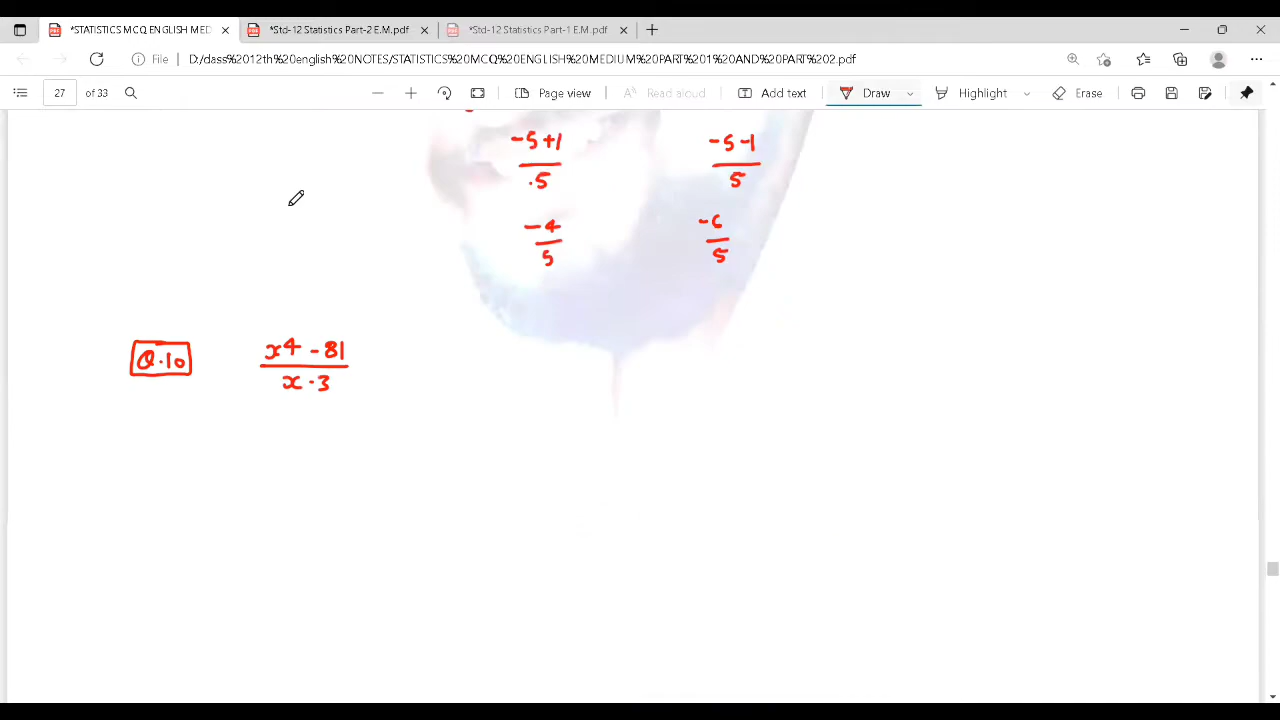 *STATISTICS MCQ ENGLISH MED
*Std-12 Statistics Part-2 E.M.pdf
*Std-12 Statistics Part-1 E.M.pdf
File
D:/dass%2012th%20english%20NOTES/STATISTICS%20MCQ%20ENGLISH%20MEDIUM%20PART%201%20AND%20PART%202.pdf
27 of 33
Page view
Read aloud
Add text
Draw
Highlight
Erase
-5+1 -5-1
.5 5
-4 -6
5 5
Q.10
x⁴ - 81
x · 3